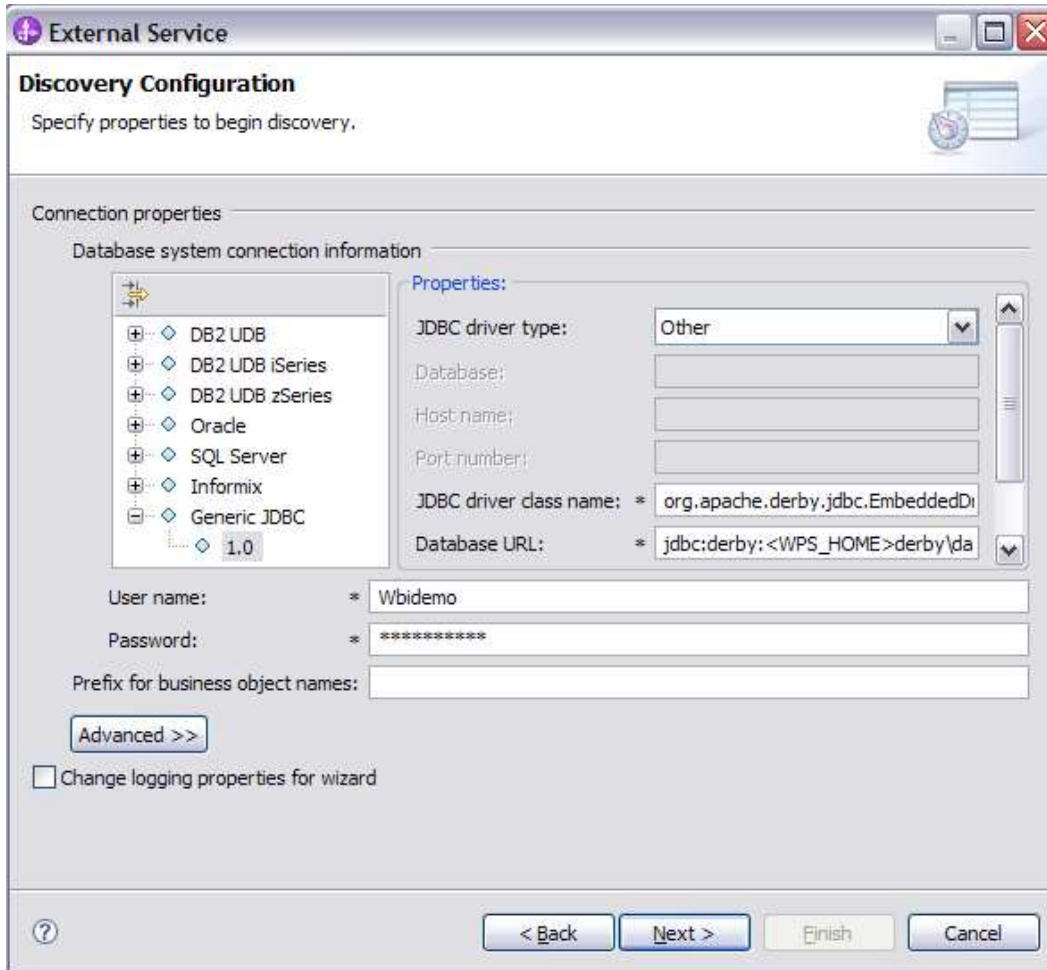 External Service
Discovery Configuration
Specify properties to begin discovery.
Connection properties
Database system connection information
DB2 UDB
DB2 UDB iSeries
DB2 UDB zSeries
Oracle
SQL Server
Informix
Generic JDBC
1.0
Properties:
JDBC driver type: Other
Database:
Host name:
Port number:
JDBC driver class name: * org.apache.derby.jdbc.EmbeddedDr
Database URL: * jdbc:derby:<WPS_HOME>derby\da
User name: * Wbidemo
Password: * **********
Prefix for business object names:
Advanced >>
Change logging properties for wizard
< Back Next > Finish Cancel